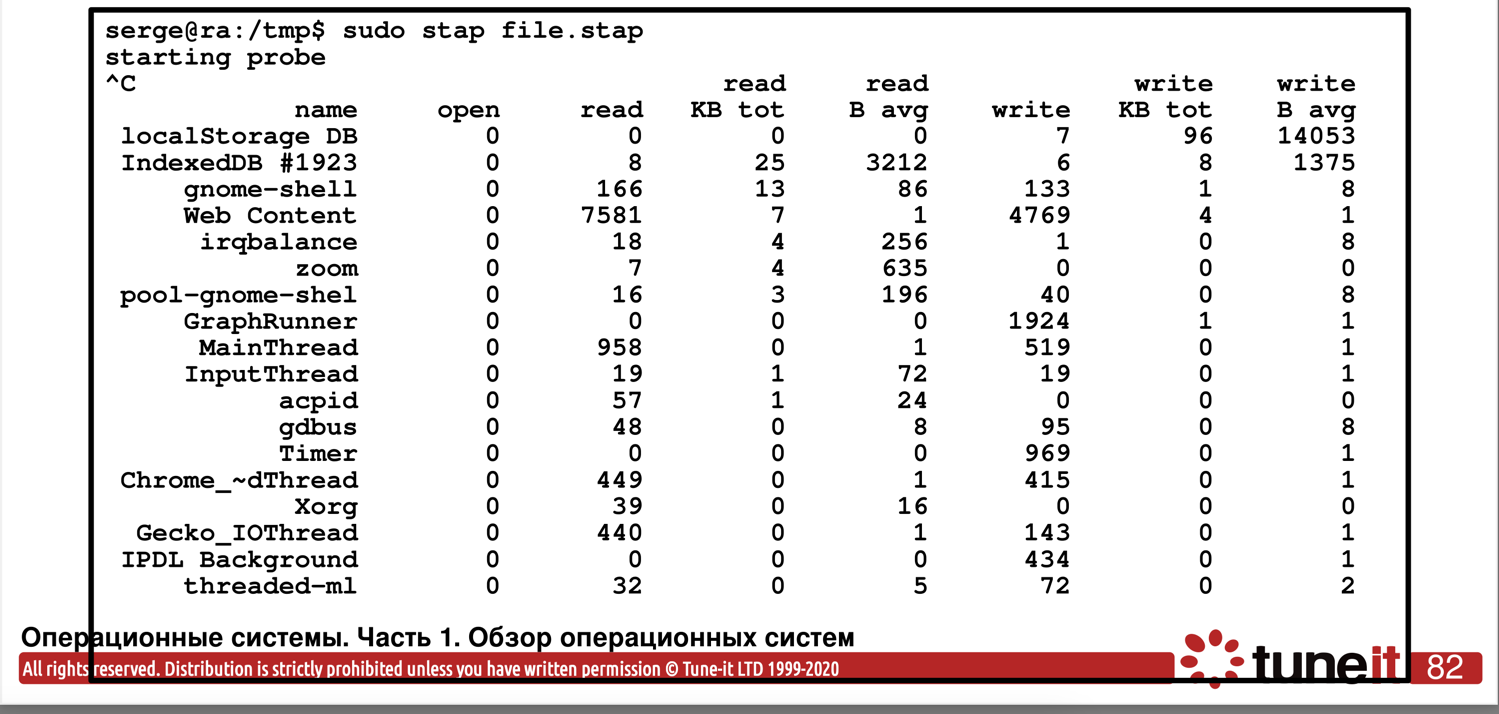 serge@ra:/tmp$ sudo stap file.stap
starting probe
^C read read write write
name open read KB tot B avg write KB tot B avg
localStorage DB 0 0 0 0 7 96 14053
IndexedDB #1923 0 8 25 3212 6 8 1375
gnome-shell 0 166 13 86 133 1 8
Web Content 0 7581 7 1 4769 4 1
irqbalance 0 18 4 256 1 0 8
zoom 0 7 4 635 0 0 0
pool-gnome-shel 0 16 3 196 40 0 8
GraphRunner 0 0 0 0 1924 1 1
MainThread 0 958 0 1 519 0 1
InputThread 0 19 1 72 19 0 1
acpid 0 57 1 24 0 0 0
gdbus 0 48 0 8 95 0 8
Timer 0 0 0 0 969 0 1
Chrome_~dThread 0 449 0 1 415 0 1
Xorg 0 39 0 16 0 0 0
Gecko_IOThread 0 440 0 1 143 0 1
IPDL Background 0 0 0 0 434 0 1
threaded-ml 0 32 0 5 72 0 2
Операционные системы. Часть 1. Обзор операционных систем
All rights reserved. Distribution is strictly prohibited unless you have written permission © Tune-it LTD 1999-2020
tuneit 82